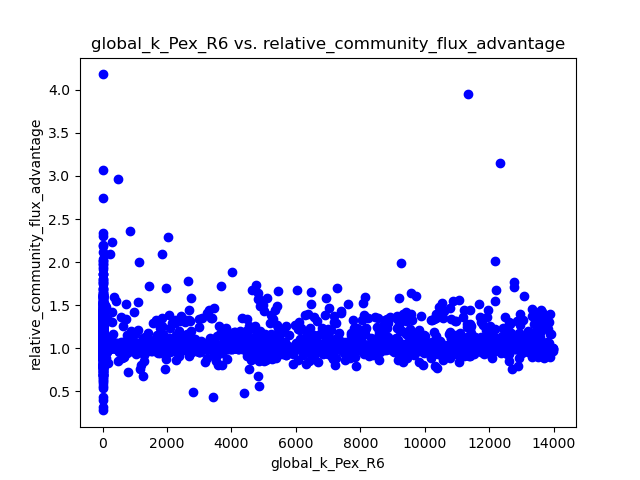 global_k_Pex_R6 vs. relative_community_flux_advantage
relative_community_flux_advantage
4.0
3.5
3.0
2.5
2.0
1.5
1.0
0.5
0 2000 4000 6000 8000 10000 12000 14000
global_k_Pex_R6